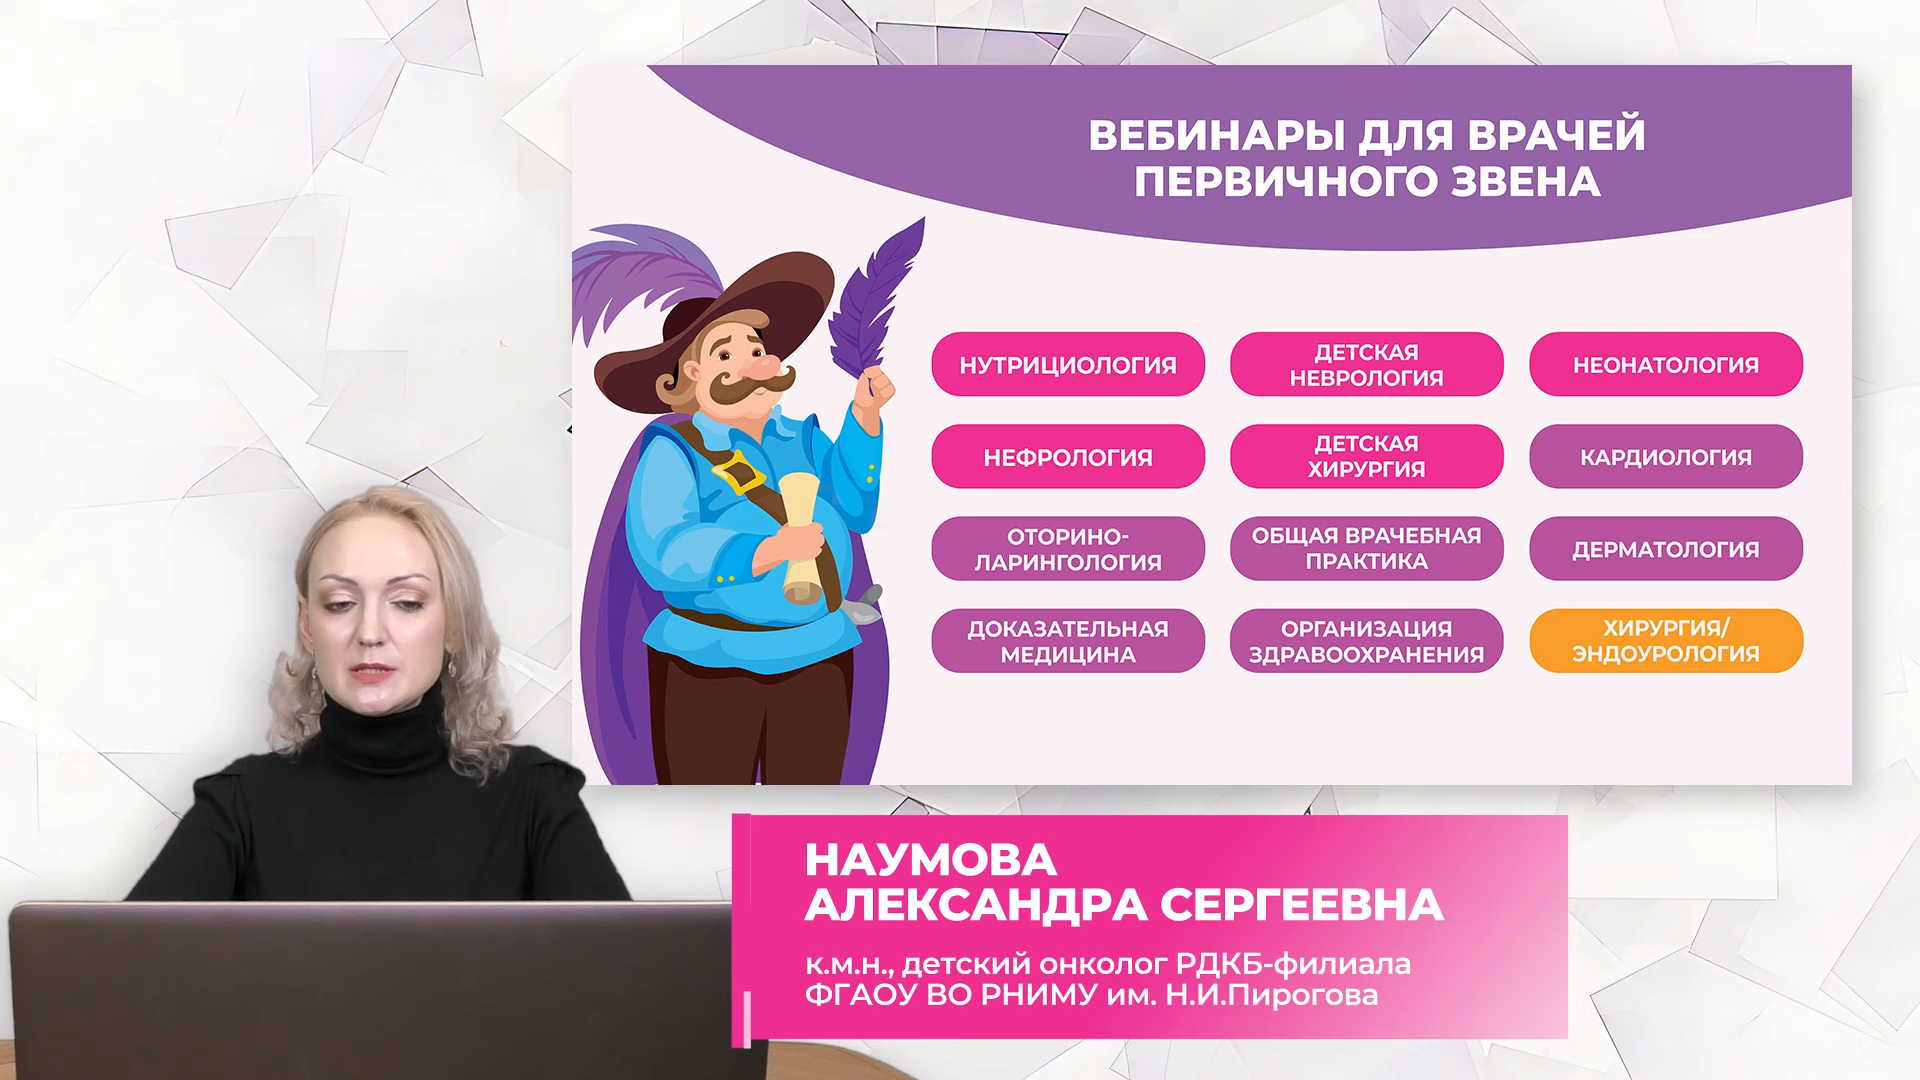 ВЕБИНАРЫ ДЛЯ ВРАЧЕЙ
ПЕРВИЧНОГО ЗВЕНА
НУТРИЦИОЛОГИЯ
ДЕТСКАЯ
НЕВРОЛОГИЯ
НЕОНАТОЛОГИЯ
НЕФРОЛОГИЯ
ДЕТСКАЯ
ХИРУРГИЯ
КАРДИОЛОГИЯ
ОТОРИНО-
ЛАРИНГОЛОГИЯ
ОБЩАЯ ВРАЧЕБНАЯ
ПРАКТИКА
ДЕРМАТОЛОГИЯ
ДОКАЗАТЕЛЬНАЯ
МЕДИЦИНА
ОРГАНИЗАЦИЯ
ЗДРАВООХРАНЕНИЯ
ХИРУРГИЯ/
ЭНДОУРОЛОГИЯ
НАУМОВА
АЛЕКСАНДРА СЕРГЕЕВНА
к.м.н., детский онколог РДКБ-филиала
ФГАОУ ВО РНИМУ им. Н.И.Пирогова